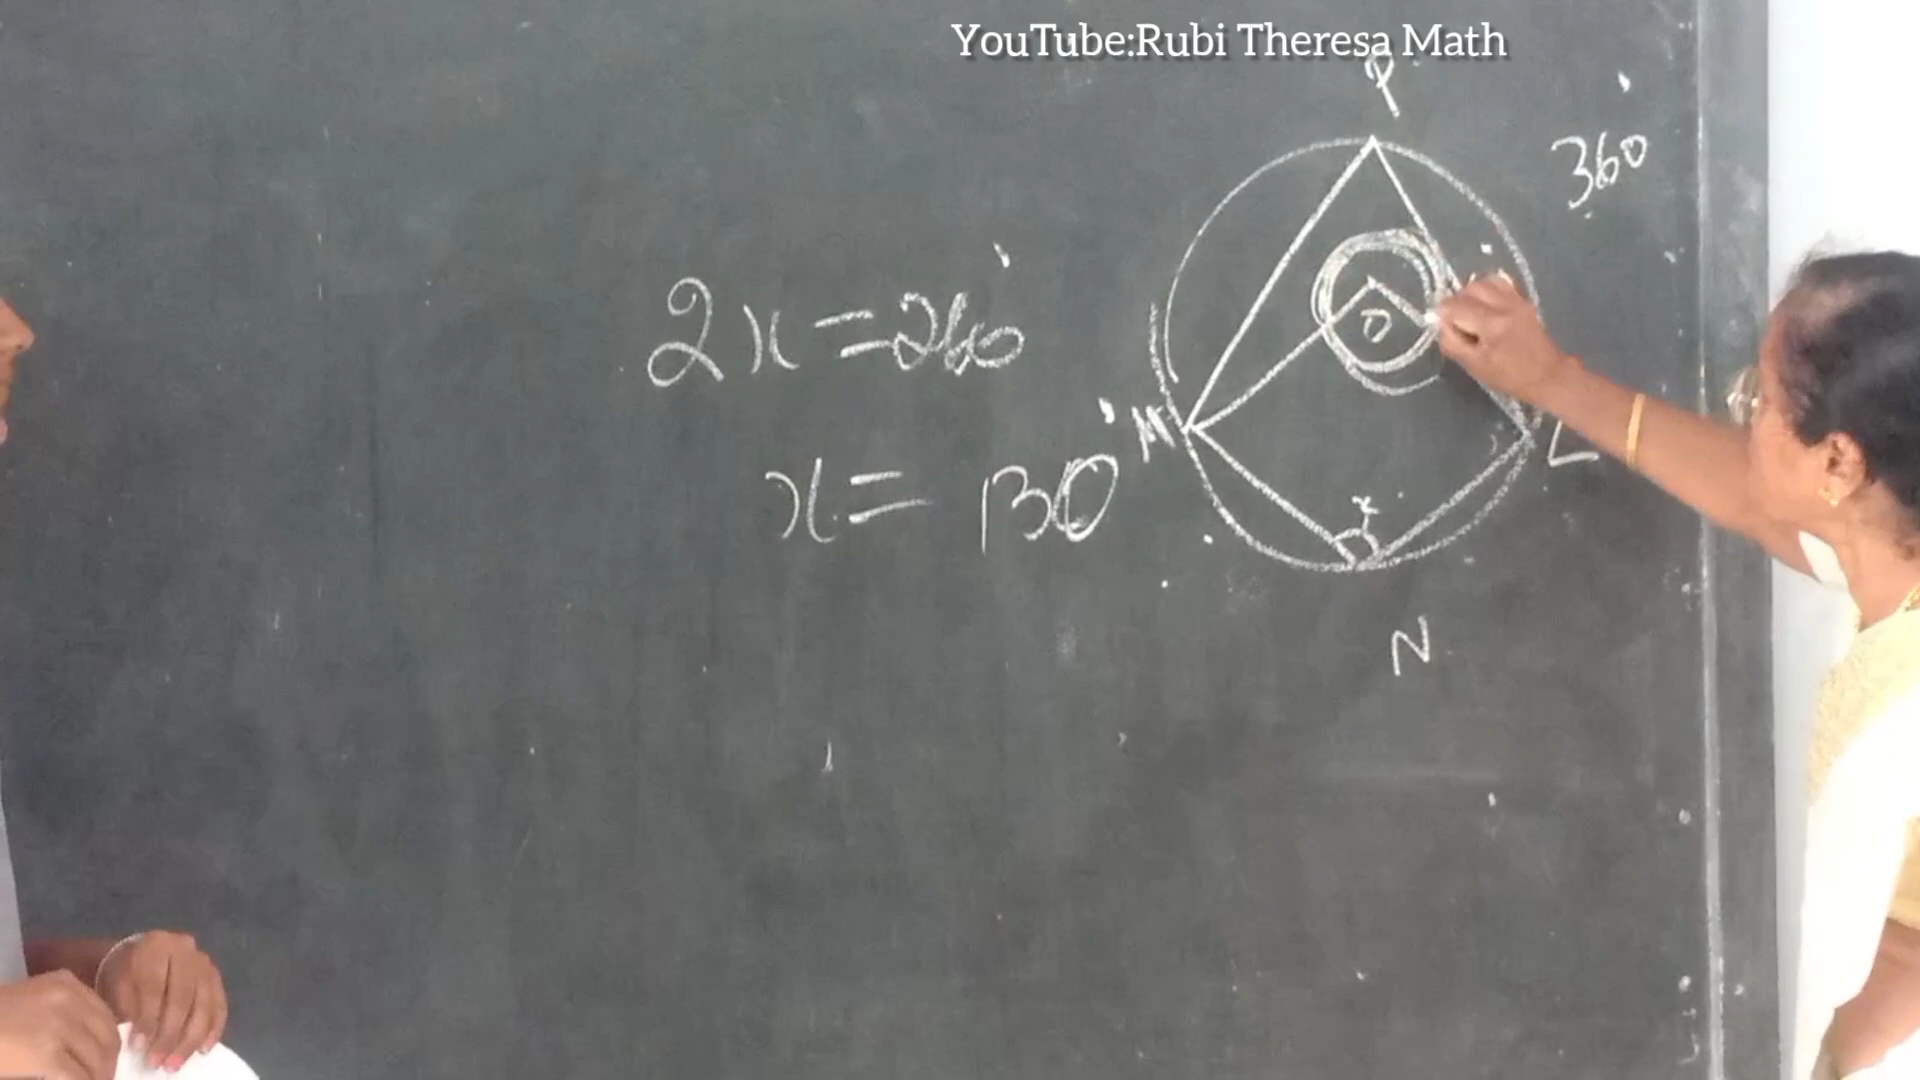 YouTube:Rubi Theresa Math
P
360
2x = 260
O
M
L
x = 130
x
N